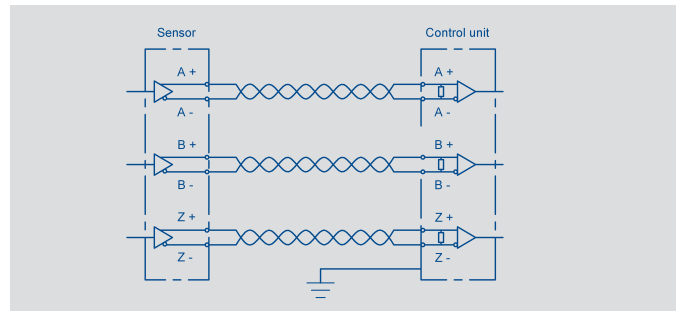 Sensor Control unit
A + A +
A - A -
B + B +
B - B -
Z + Z +
Z - Z -